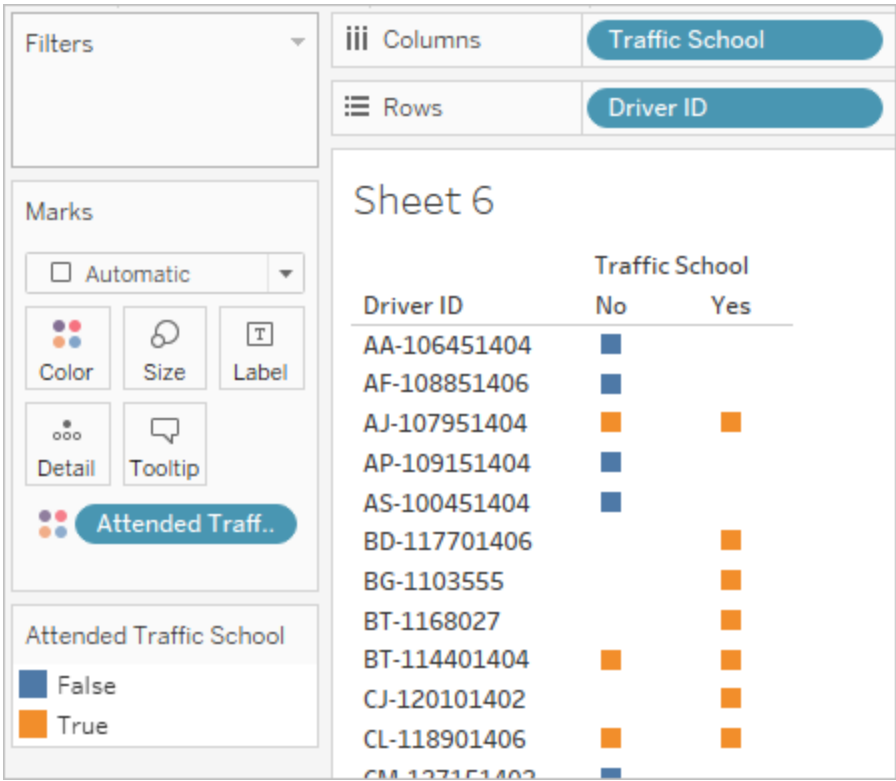 Filters
iii Columns
Traffic School
Rows
Driver ID
Marks
Automatic
Color
Size
T
Label
Detail
Tooltip
Attended Traff..
Attended Traffic School
False
True
Sheet 6
Traffic School
Driver ID No Yes
AA-106451404
AF-108851406
AJ-107951404
AP-109151404
AS-100451404
BD-117701406
BG-1103555
BT-1168027
BT-114401404
CJ-120101402
CL-118901406